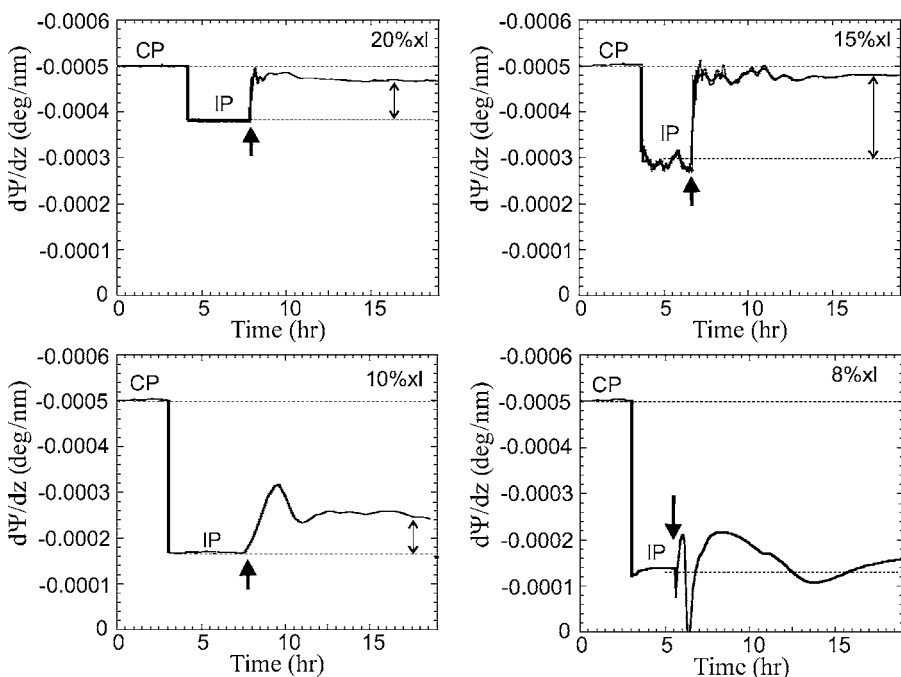 20%xl
CP
IP
dΨ/dz (deg/nm)
-0.0006
-0.0005
-0.0004
-0.0003
-0.0002
-0.0001
0
0 5 10 15
Time (hr)
15%xl
CP
IP
dΨ/dz (deg/nm)
-0.0006
-0.0005
-0.0004
-0.0003
-0.0002
-0.0001
0
0 5 10 15
Time (hr)
10%xl
CP
IP
dΨ/dz (deg/nm)
-0.0006
-0.0005
-0.0004
-0.0003
-0.0002
-0.0001
0
0 5 10 15
Time (hr)
8%xl
CP
IP
dΨ/dz (deg/nm)
-0.0006
-0.0005
-0.0004
-0.0003
-0.0002
-0.0001
0
0 5 10 15
Time (hr)